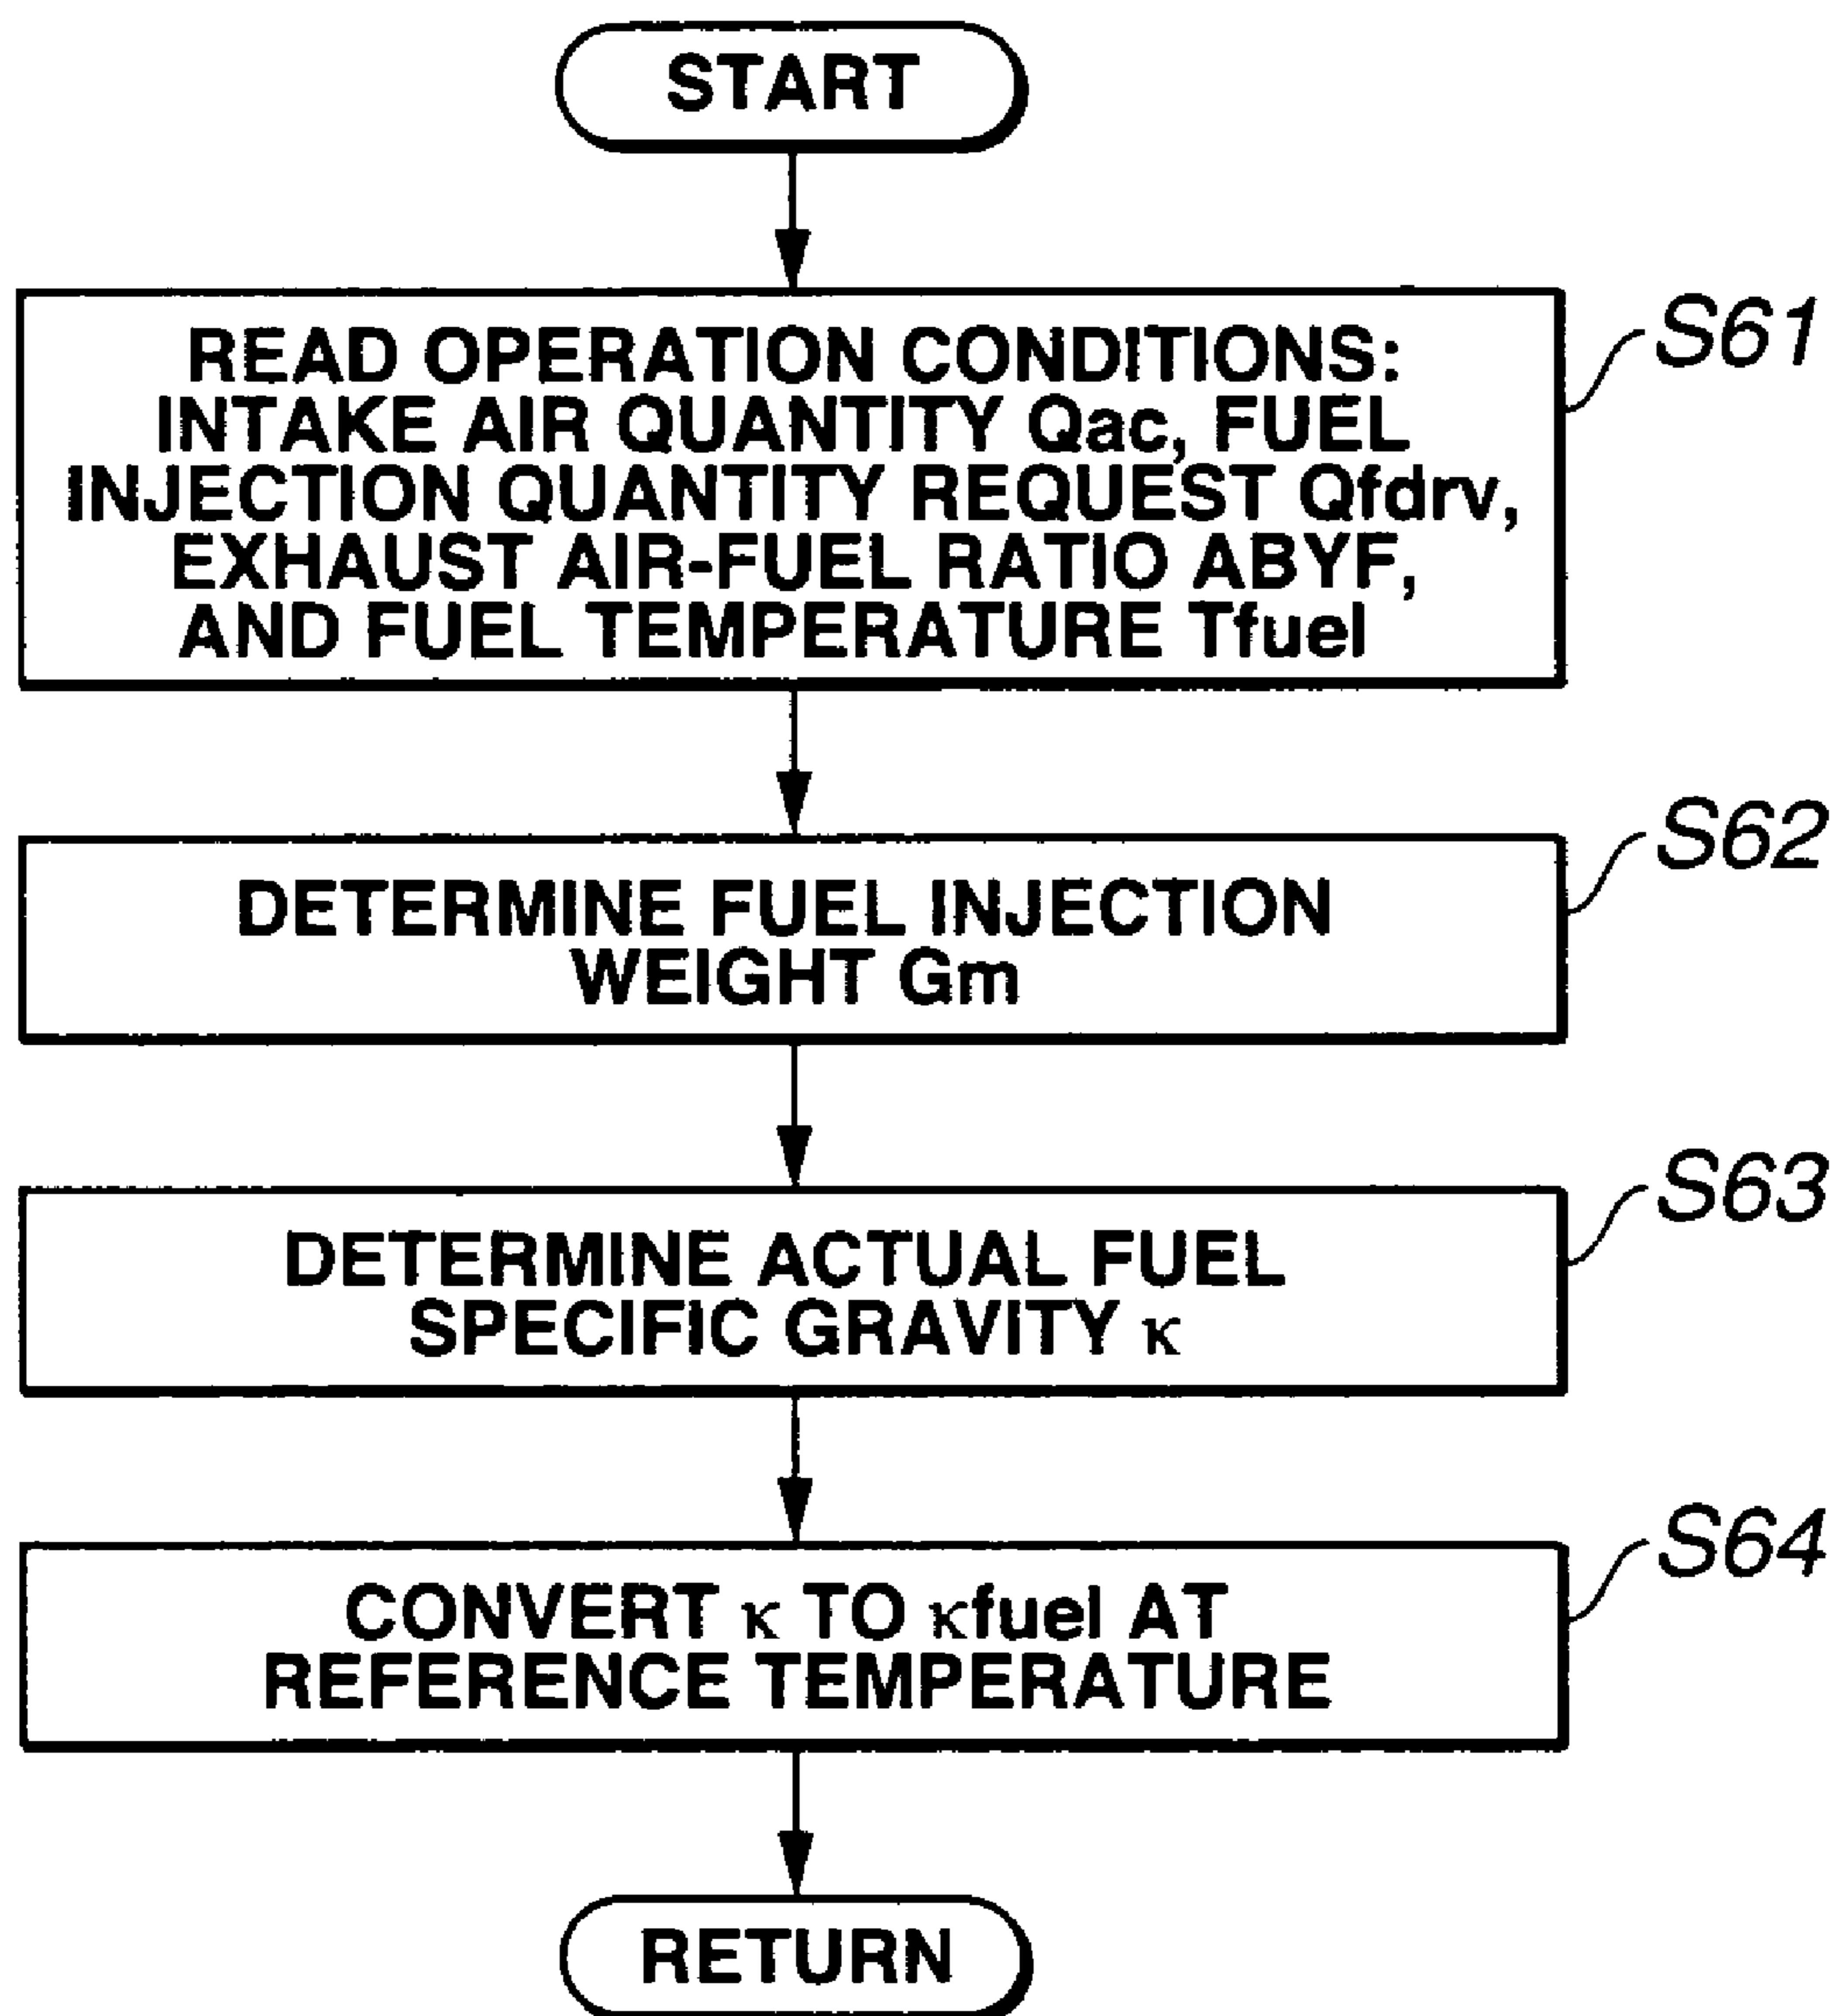 START
READ OPERATION CONDITIONS:
INTAKE AIR QUANTITY Qac, FUEL
INJECTION QUANTITY REQUEST Qfdrv,
EXHAUST AIR-FUEL RATIO ABYF,
AND FUEL TEMPERATURE Tfuel
S61
DETERMINE FUEL INJECTION
WEIGHT Gm
S62
DETERMINE ACTUAL FUEL
SPECIFIC GRAVITY κ
S63
CONVERT κ TO κfuel AT
REFERENCE TEMPERATURE
S64
RETURN